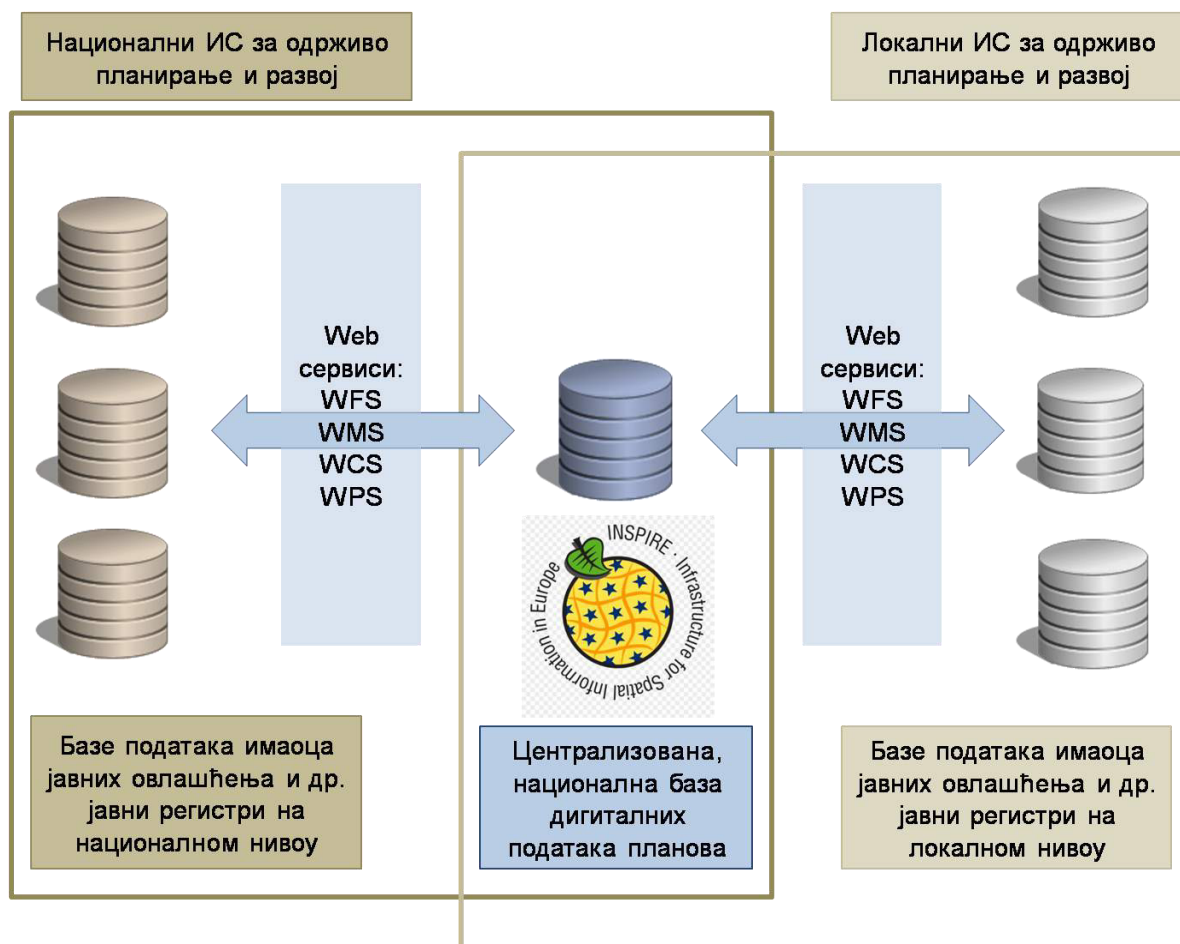 Национални ИС за одрживо
планирање и развој
Локални ИС за одрживо
планирање и развој
Web
сервиси:
WFS
WMS
WCS
WPS
Web
сервиси:
WFS
WMS
WCS
WPS
INSPIRE · Infrastructure for Spatial Information in Europe
Базе података имаоца
јавних овлашћења и др.
јавни регистри на
националном нивоу
Централизована,
национална база
дигиталних
података планова
Базе података имаоца
јавних овлашћења и др.
јавни регистри на
локалном нивоу